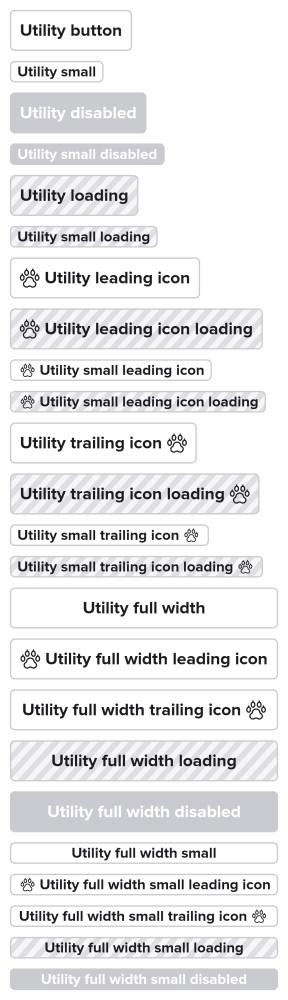 Utility button
Utility small
Utility disabled
Utility small disabled
Utility loading
Utility small loading
Utility leading icon
Utility leading icon loading
Utility small leading icon
Utility small leading icon loading
Utility trailing icon
Utility trailing icon loading
Utility small trailing icon
Utility small trailing icon loading
Utility full width
Utility full width leading icon
Utility full width trailing icon
Utility full width loading
Utility full width disabled
Utility full width small
Utility full width small leading icon
Utility full width small trailing icon
Utility full width small loading
Utility full width small disabled